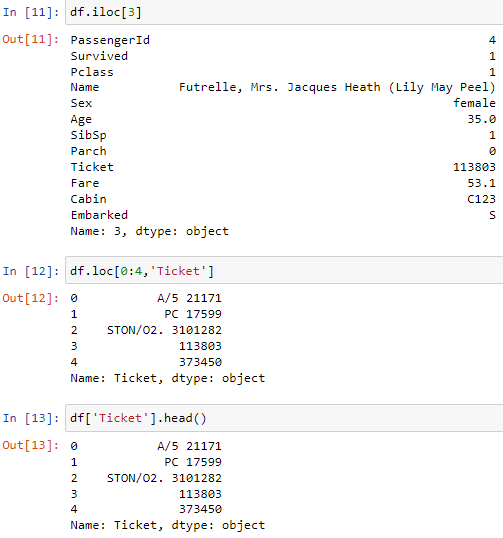 In [11]: df.iloc[3]
Out[11]: PassengerId 4
Survived 1
Pclass 1
Name Futrelle, Mrs. Jacques Heath (Lily May Peel)
Sex female
Age 35.0
SibSp 1
Parch 0
Ticket 113803
Fare 53.1
Cabin C123
Embarked S
Name: 3, dtype: object
In [12]: df.loc[0:4,'Ticket']
Out[12]: 0 A/5 21171
1 PC 17599
2 STON/O2. 3101282
3 113803
4 373450
Name: Ticket, dtype: object
In [13]: df['Ticket'].head()
Out[13]: 0 A/5 21171
1 PC 17599
2 STON/O2. 3101282
3 113803
4 373450
Name: Ticket, dtype: object